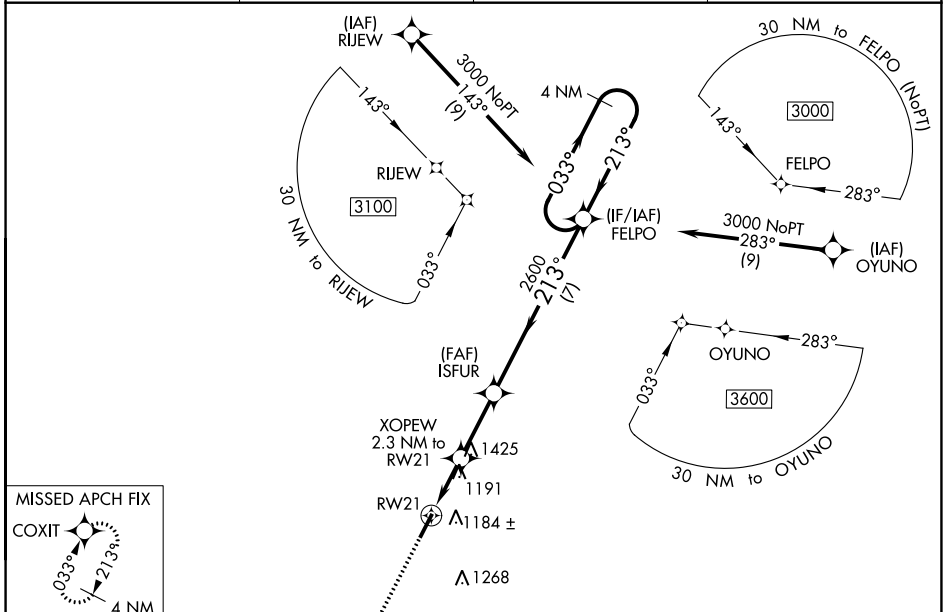 (IAF)
RIJEW
3000 NoPT
143°
(9)
4 NM
033°
213°
30 NM to FELPO (NoPT)
3000
143°
FELPO
283°
143°
RIJEW
3100
033°
30 NM to RIJEW
(IF/IAF)
FELPO
3000 NoPT
283°
(9)
(IAF)
OYUNO
2600
213°
(7)
OYUNO
283°
033°
3600
30 NM to OYUNO
(FAF)
ISFUR
XOPEW
2.3 NM to
RW21
1425
1191
RW21
1184 ±
1268
MISSED APCH FIX
COXIT
033°
213°
4 NM